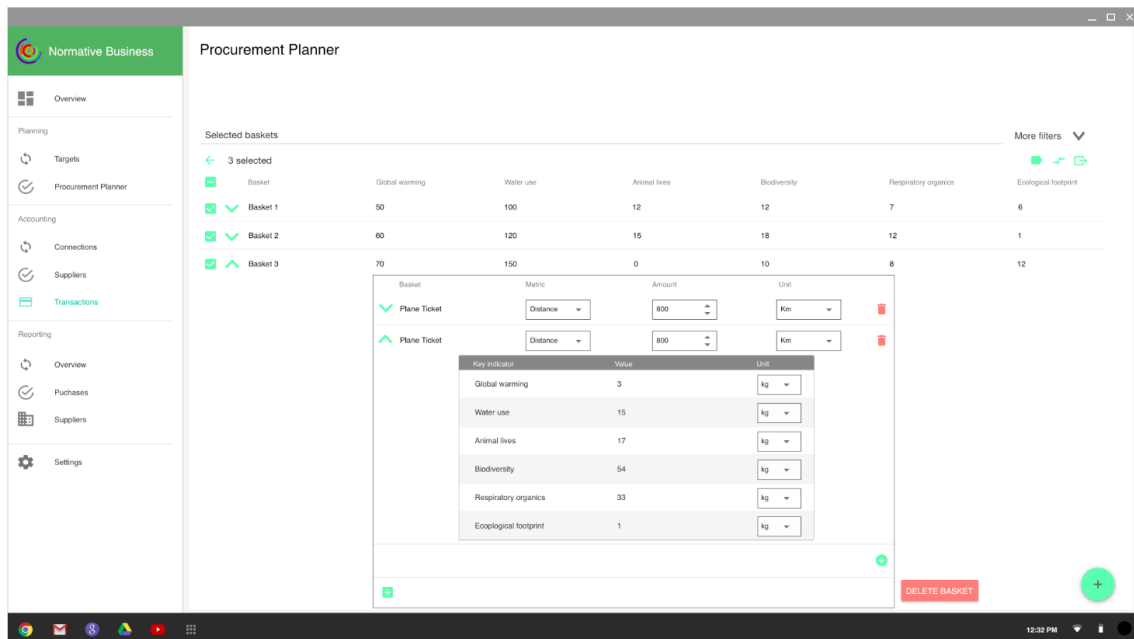 Normative Business
Procurement Planner
Overview
Planning
Targets
Procurement Planner
Accounting
Connections
Suppliers
Transactions
Reporting
Overview
Puchases
Suppliers
Settings
Selected baskets
More filters
3 selected
Basket Global warming Water use Animal lives Biodiversity Respiratory organics Ecological footprint
Basket 1 50 100 12 12 7 6
Basket 2 60 120 15 18 12 1
Basket 3 70 150 0 10 8 12
Basket Metric Amount Unit
Plane Ticket Distance 800 Km
Plane Ticket Distance 800 Km
Key indicator Value Unit
Global warming 3 kg
Water use 15 kg
Animal lives 17 kg
Biodiversity 54 kg
Respiratory organics 33 kg
Ecoplogical footprint 1 kg
DELETE BASKET
12:32 PM